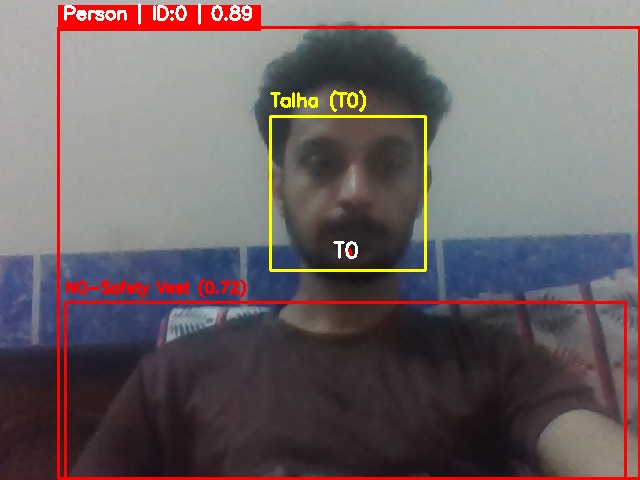 Person | ID:0 | 0.89
Talha (T0)
T0
NO-Safety Vest (0.72)